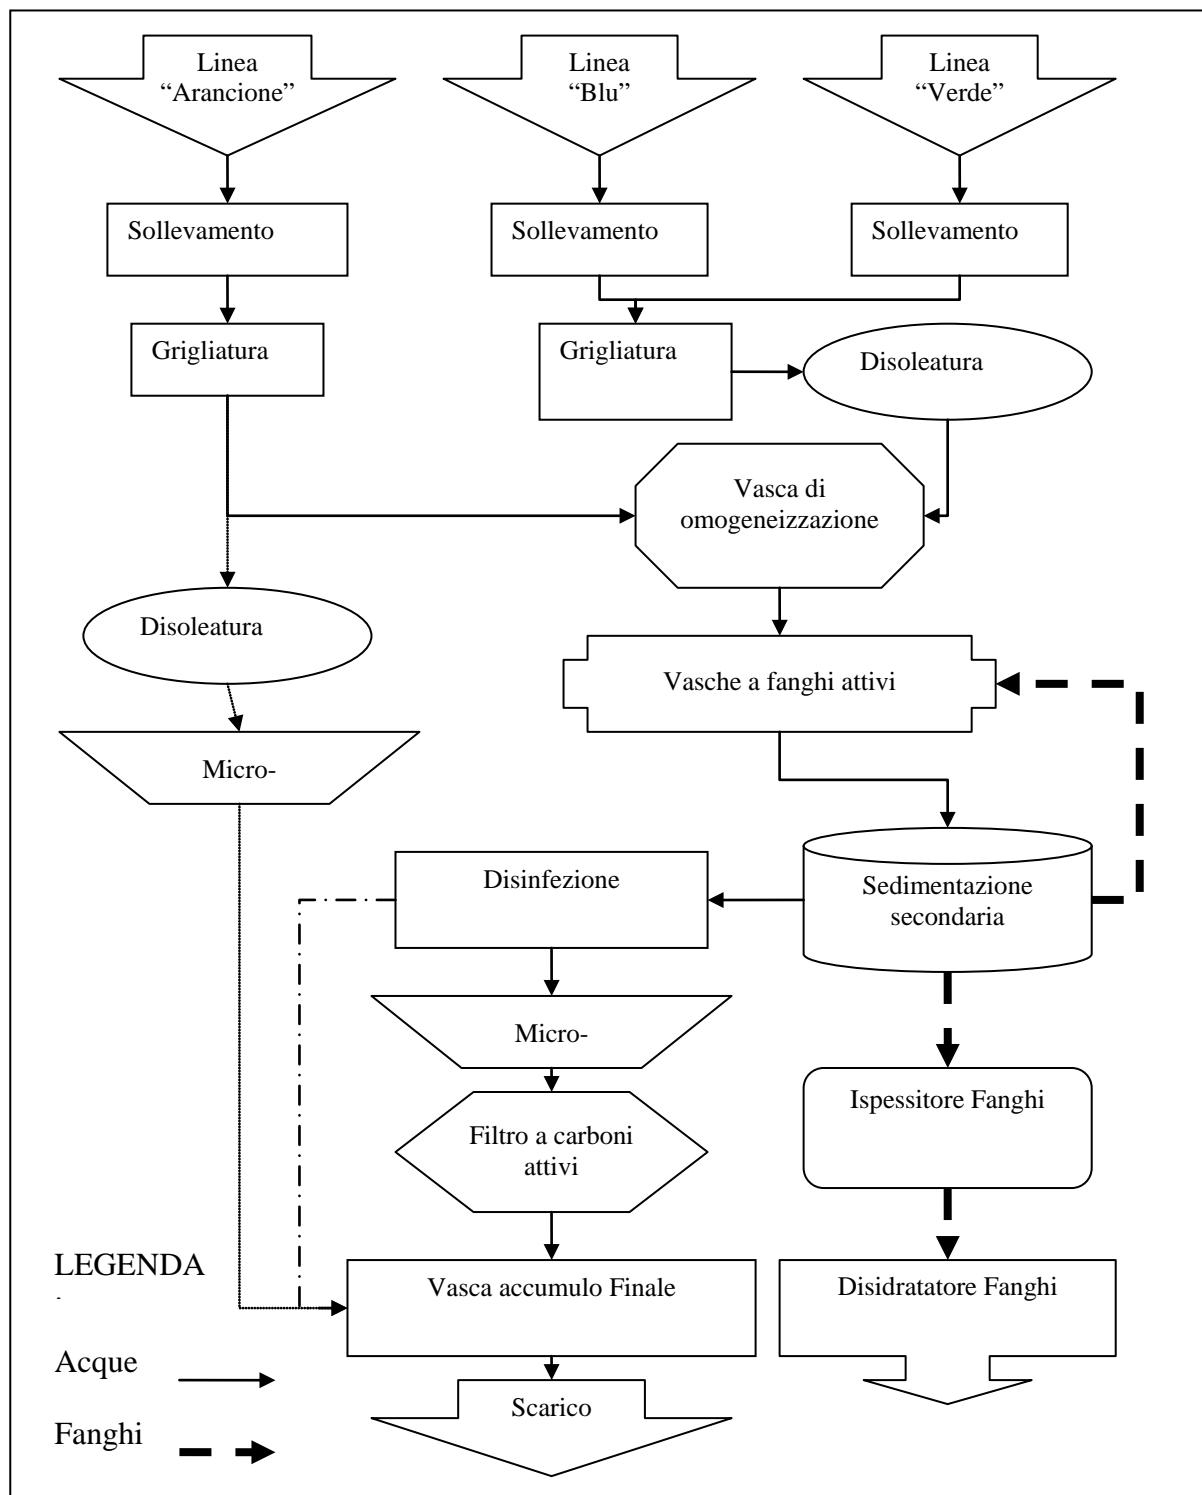 Linea
“Arancione”
Linea
“Blu”
Linea
“Verde”
Sollevamento
Sollevamento
Sollevamento
Grigliatura
Grigliatura
Disoleatura
Vasca di
omogeneizzazione
Disoleatura
Vasche a fanghi attivi
Micro-
Disinfezione
Sedimentazione
secondaria
Micro-
Ispessitore Fanghi
Filtro a carboni
attivi
LEGENDA
Vasca accumulo Finale
Disidratatore Fanghi
Acque
Scarico
Fanghi